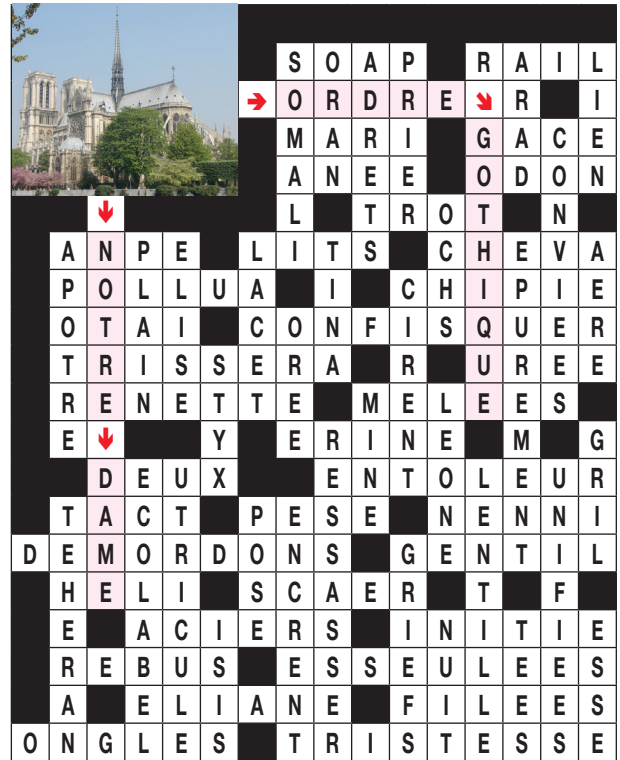 SOAP RAIL
ORDRE R I
MARI GACE
ANEE ODON
L TROT N
ANPE LITS CHEVA
POLLUA I CHIPIE
OTAI CONFISQUER
TRISSERA R UREE
RENETTE MELEES
E Y ERINE M G
DEUX ENTOLEUR
TACT PESE NENNI
DEMORDONS GENTIL
HELI SCAER T F
E ACIERS INITIE
REBUS ESSEULEES
A ELIANE FILEES
ONGLES TRISTESSE